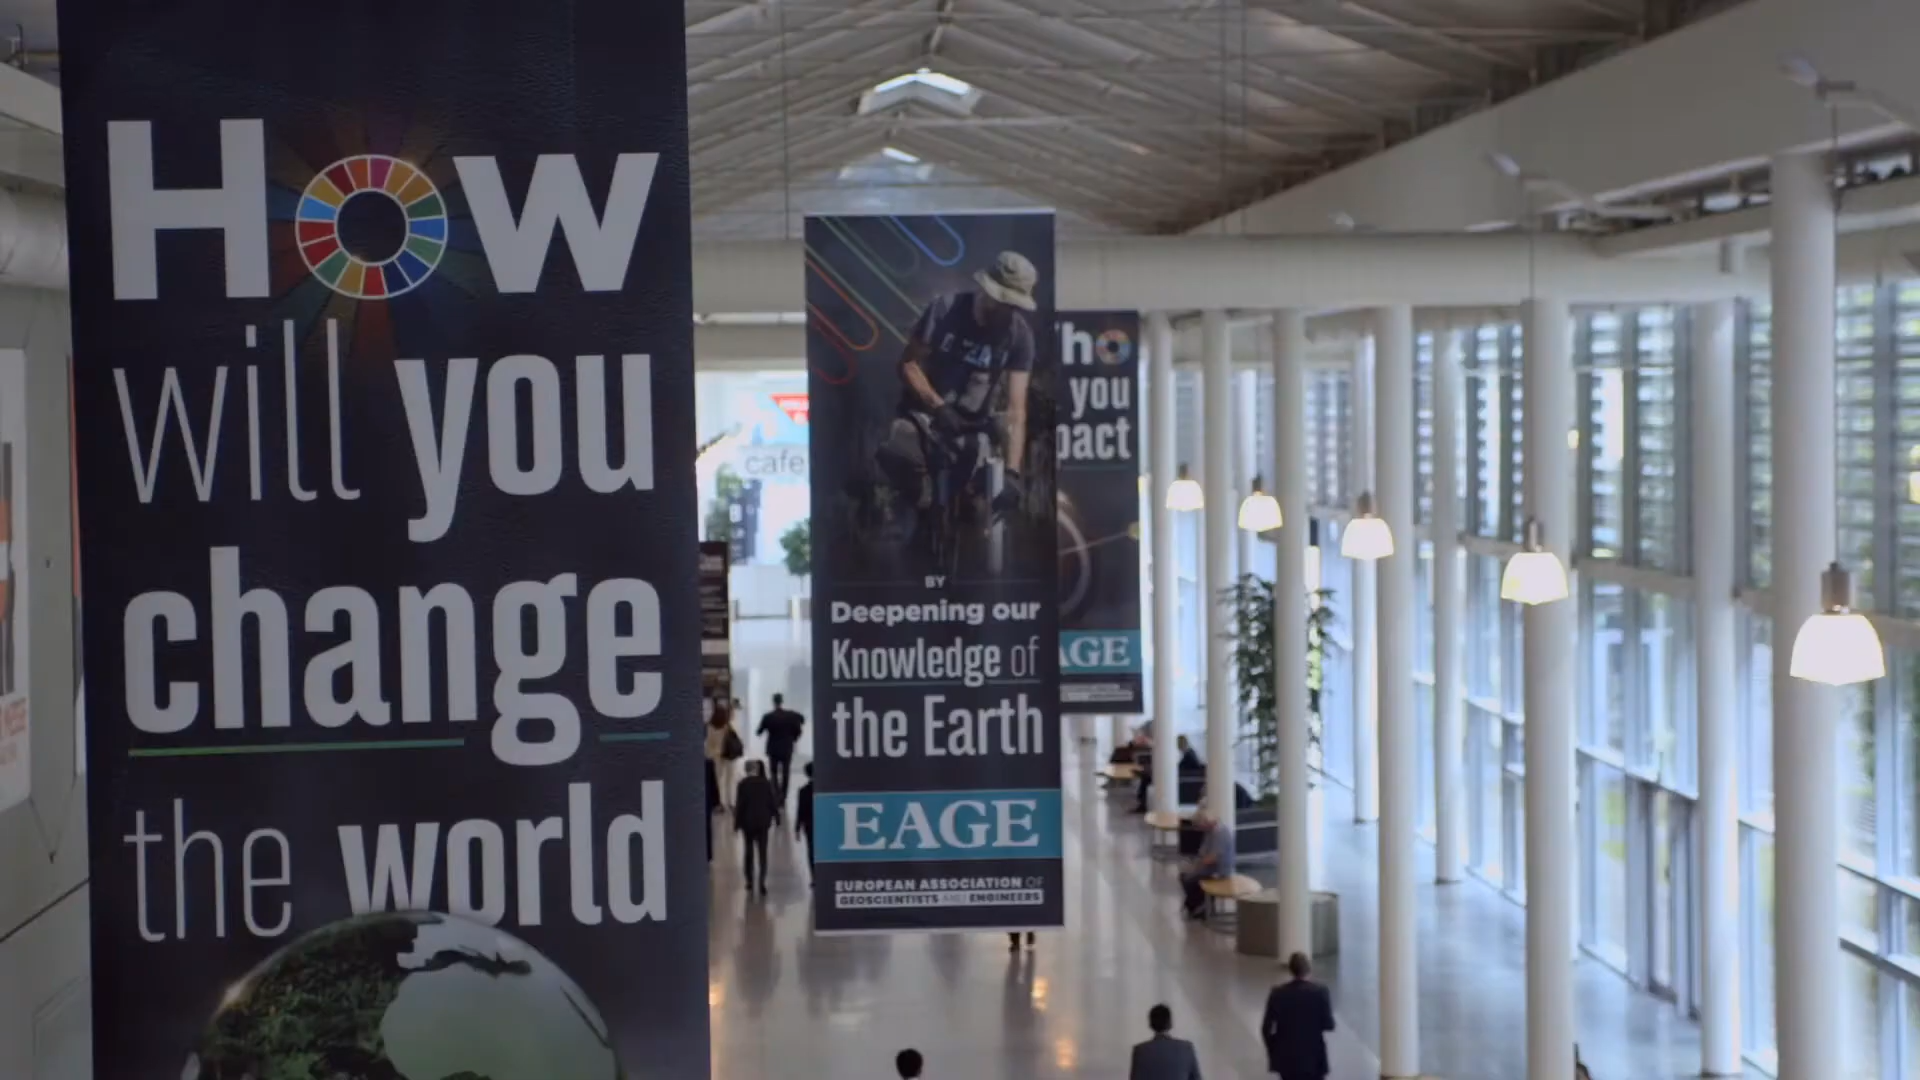 HOW
will you
change
the world
cafe
BY
Deepening our
Knowledge of
the Earth
EAGE
EUROPEAN ASSOCIATION OF
GEOSCIENTISTS AND ENGINEERS
ho
you
pact
AGE